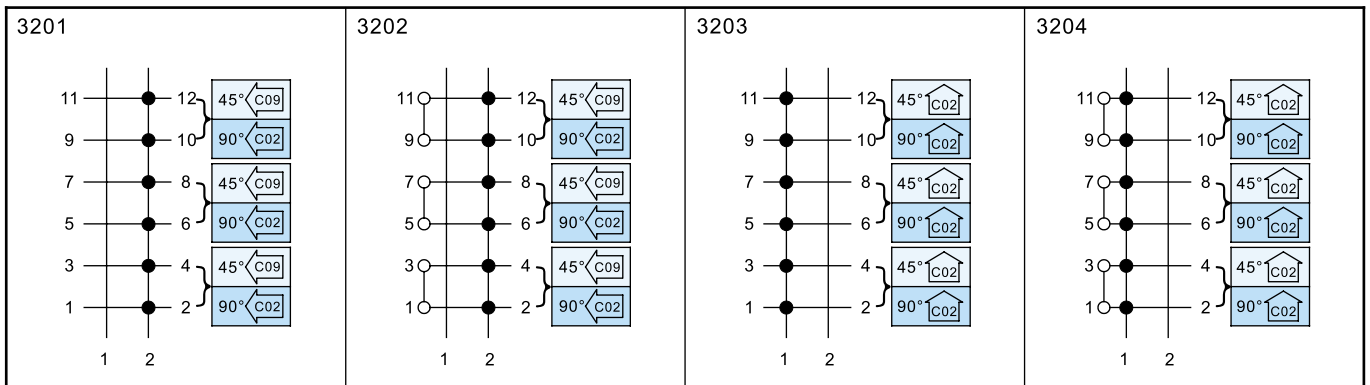 3201 3202 3203 3204
11 12 45° C09 11 12 45° C09 11 12 45° C02 11 12 45° C02
9 10 90° C02 9 10 90° C02 9 10 90° C02 9 10 90° C02
7 8 45° C09 7 8 45° C09 7 8 45° C02 7 8 45° C02
5 6 90° C02 5 6 90° C02 5 6 90° C02 5 6 90° C02
3 4 45° C09 3 4 45° C09 3 4 45° C02 3 4 45° C02
1 2 90° C02 1 2 90° C02 1 2 90° C02 1 2 90° C02
1 2 1 2 1 2 1 2